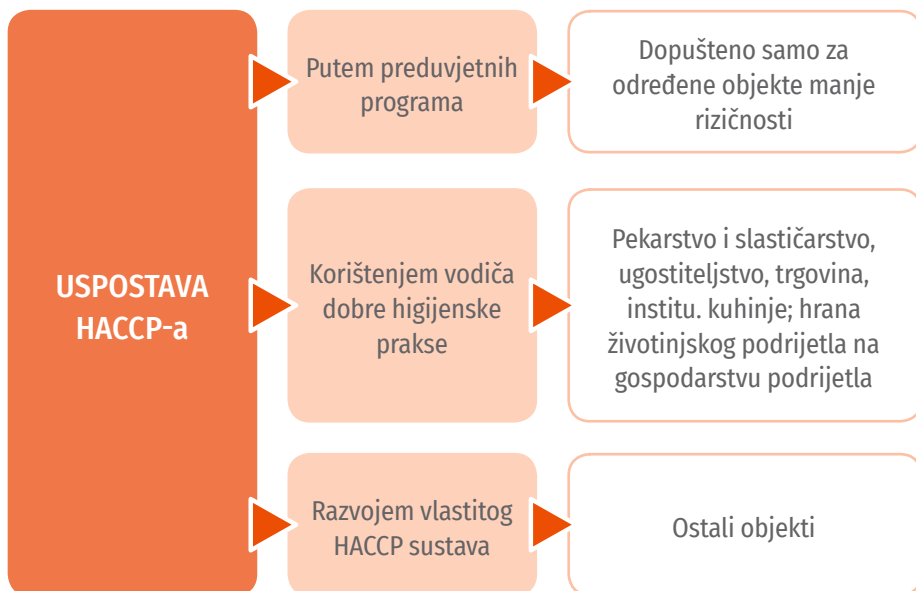 USPOSTAVA
HACCP-a
Putem preduvjetnih
programa
Dopušteno samo za
određene objekte manje
rizičnosti
Korištenjem vodiča
dobre higijenske
prakse
Pekarstvo i slastičarstvo,
ugostiteljstvo, trgovina,
institu. kuhinje; hrana
životinjskog podrijetla na
gospodarstvu podrijetla
Razvojem vlastitog
HACCP sustava
Ostali objekti